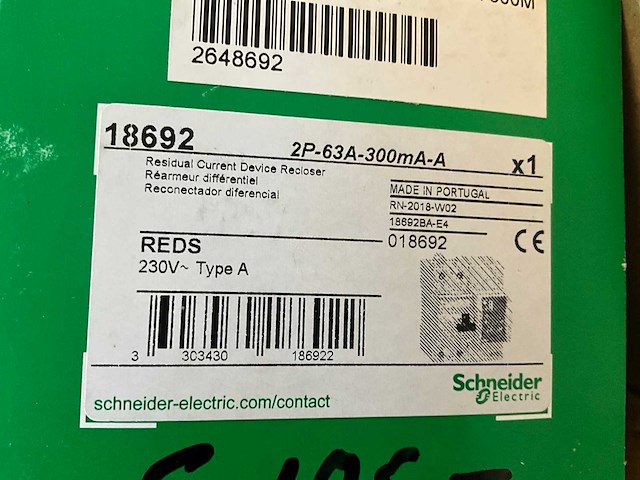 2648692
18692
2P-63A-300mA-A
x1
Residual Current Device Recloser
Réarmeur différentiel
Reconectador diferencial
MADE IN PORTUGAL
RN-2018-W02
18692BA-E4
018692
CE
REDS
230V~ Type A
3 303430 186922
Schneider
Electric
schneider-electric.com/contact